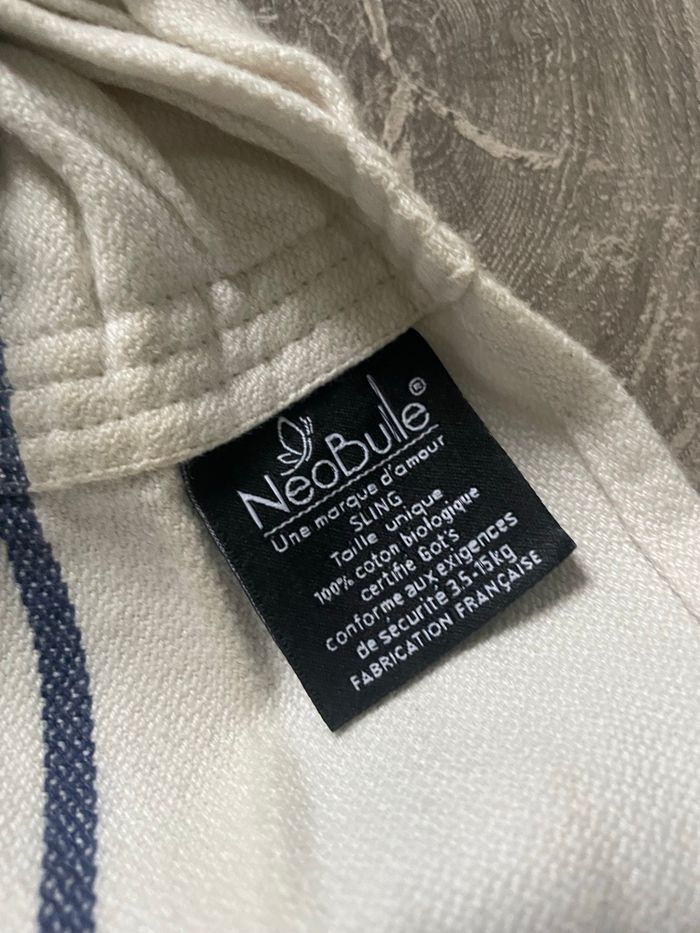 NéoBulle®
Une marque d'amour
SLING
Taille unique
100% coton biologique
certifié Got's
conforme aux exigences
de sécurité 3.5-15kg
FABRICATION FRANÇAISE